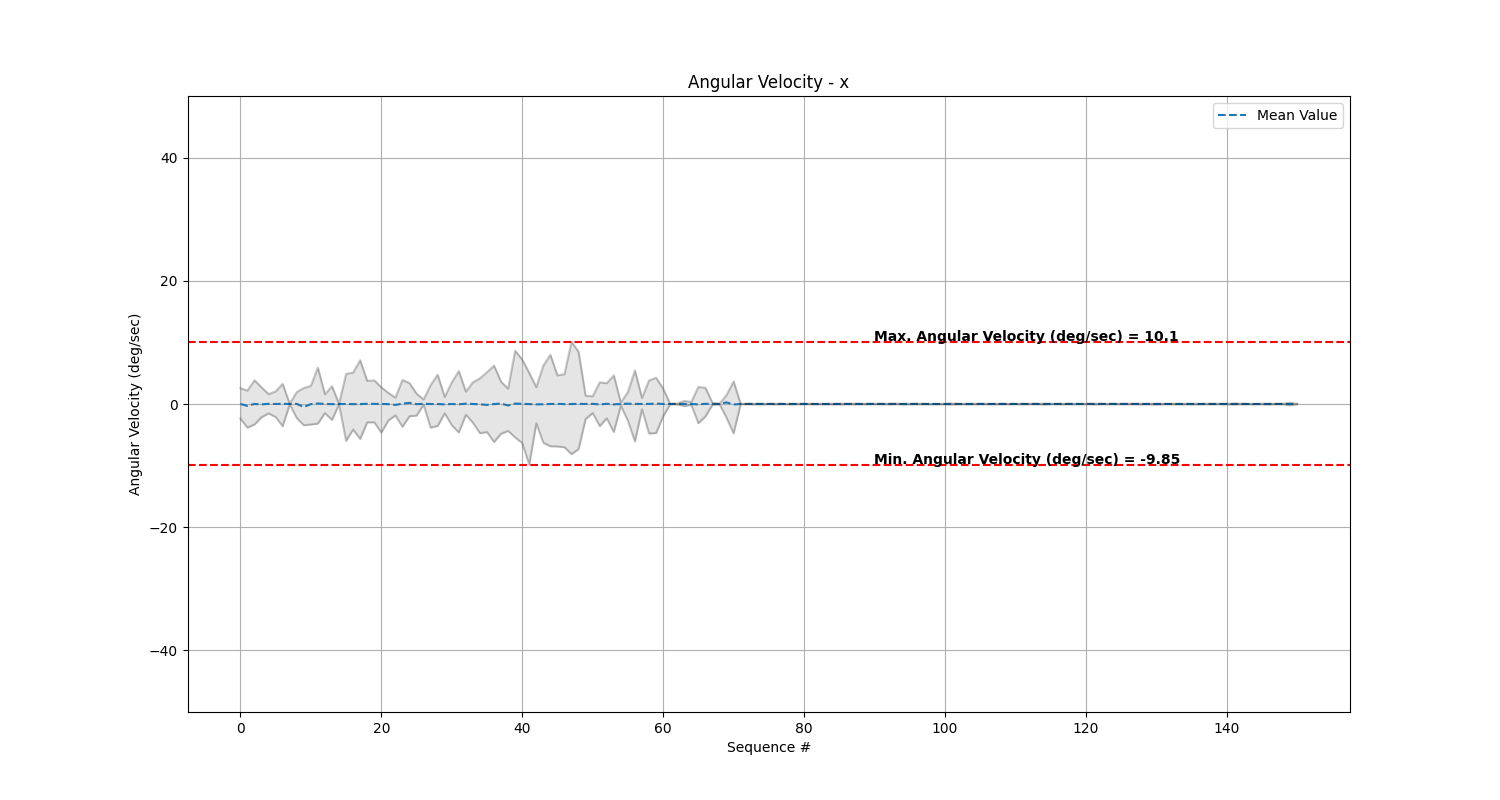 Angular Velocity - x
Mean Value
40
20
0
−20
−40
Angular Velocity (deg/sec)
Max. Angular Velocity (deg/sec) = 10.1
Min. Angular Velocity (deg/sec) = -9.85
0 20 40 60 80 100 120 140
Sequence #